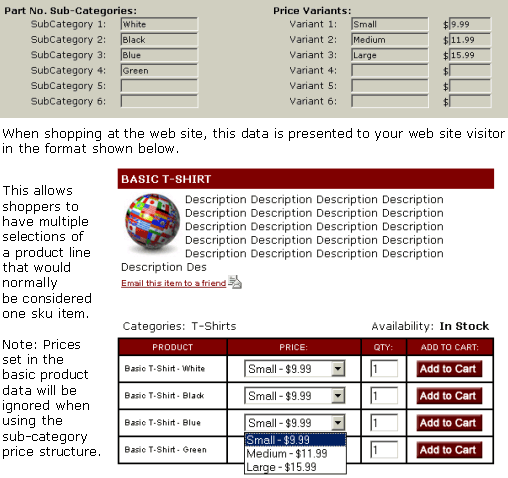 Part No. Sub-Categories: Price Variants:
SubCategory 1: White Variant 1: Small $9.99
SubCategory 2: Black Variant 2: Medium $11.99
SubCategory 3: Blue Variant 3: Large $15.99
SubCategory 4: Green Variant 4: $
SubCategory 5: Variant 5: $
SubCategory 6: Variant 6: $
When shopping at the web site, this data is presented to your web site visitor
in the format shown below.
This allows
shoppers to
have multiple
selections of
a product line
that would
normally
be considered
one sku item.
Note: Prices
set in the
basic product
data will be
ignored when
using the
sub-category
price structure.
BASIC T-SHIRT
Description Description Description Description
Description Description Description Description
Description Description Description Description
Description Description Description Description
Description Description Description Description
Description Des
Email this item to a friend
Categories: T-Shirts Availability: In Stock
PRODUCT PRICE: QTY: ADD TO CART:
Basic T-Shirt - White Small - $9.99 1 Add to Cart
Basic T-Shirt - Black Small - $9.99 1 Add to Cart
Basic T-Shirt - Blue Small - $9.99 1 Add to Cart
Small - $9.99
Basic T-Shirt - Green Medium - $11.99 1 Add to Cart
Large - $15.99